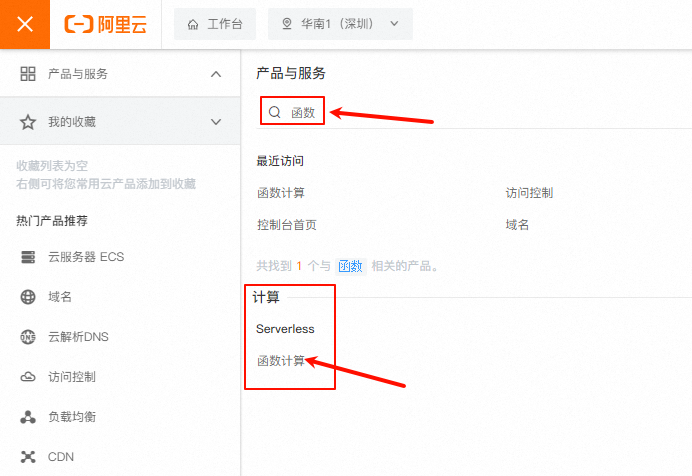 阿里云
工作台
华南1（深圳）
产品与服务
我的收藏
收藏列表为空
右侧可将您常用云产品添加到收藏
热门产品推荐
云服务器 ECS
域名
云解析DNS
访问控制
负载均衡
CDN
产品与服务
函数
最近访问
函数计算
访问控制
控制台首页
域名
共找到 1 个与 函数 相关的产品。
计算
Serverless
函数计算